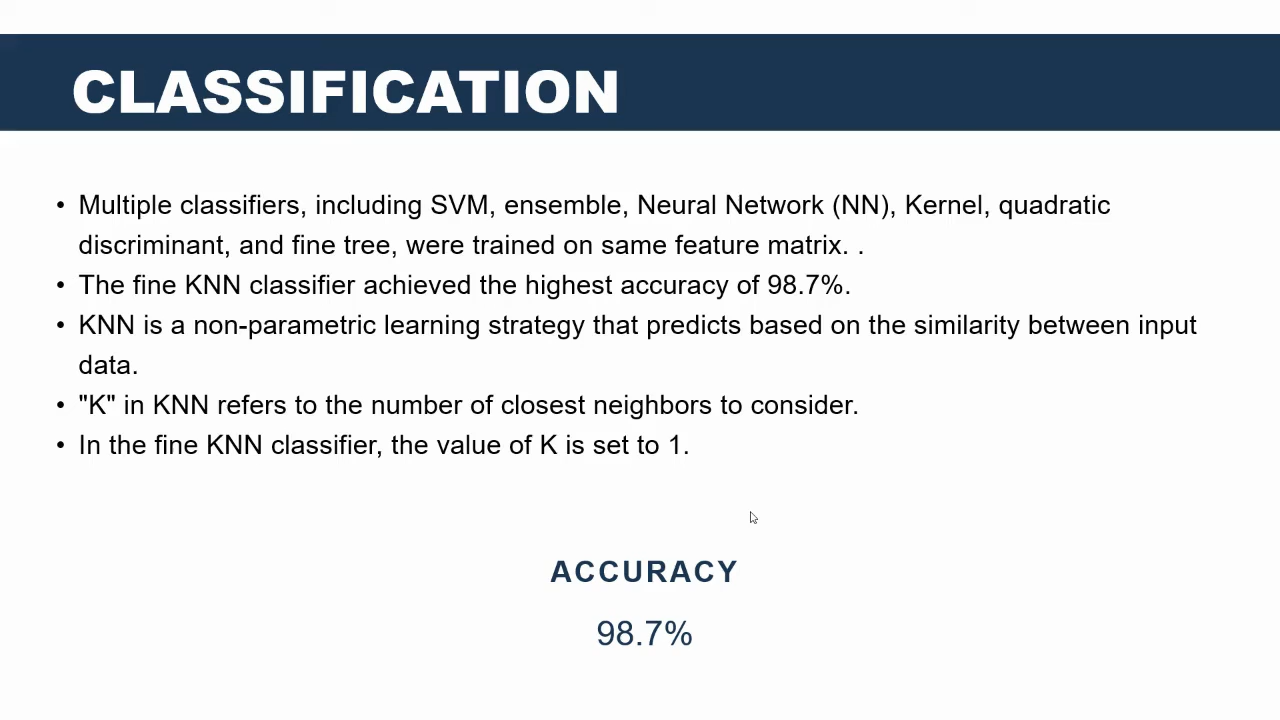 CLASSIFICATION
• Multiple classifiers, including SVM, ensemble, Neural Network (NN), Kernel, quadratic
discriminant, and fine tree, were trained on same feature matrix. .
• The fine KNN classifier achieved the highest accuracy of 98.7%.
• KNN is a non-parametric learning strategy that predicts based on the similarity between input
data.
• "K" in KNN refers to the number of closest neighbors to consider.
• In the fine KNN classifier, the value of K is set to 1.
ACCURACY
98.7%